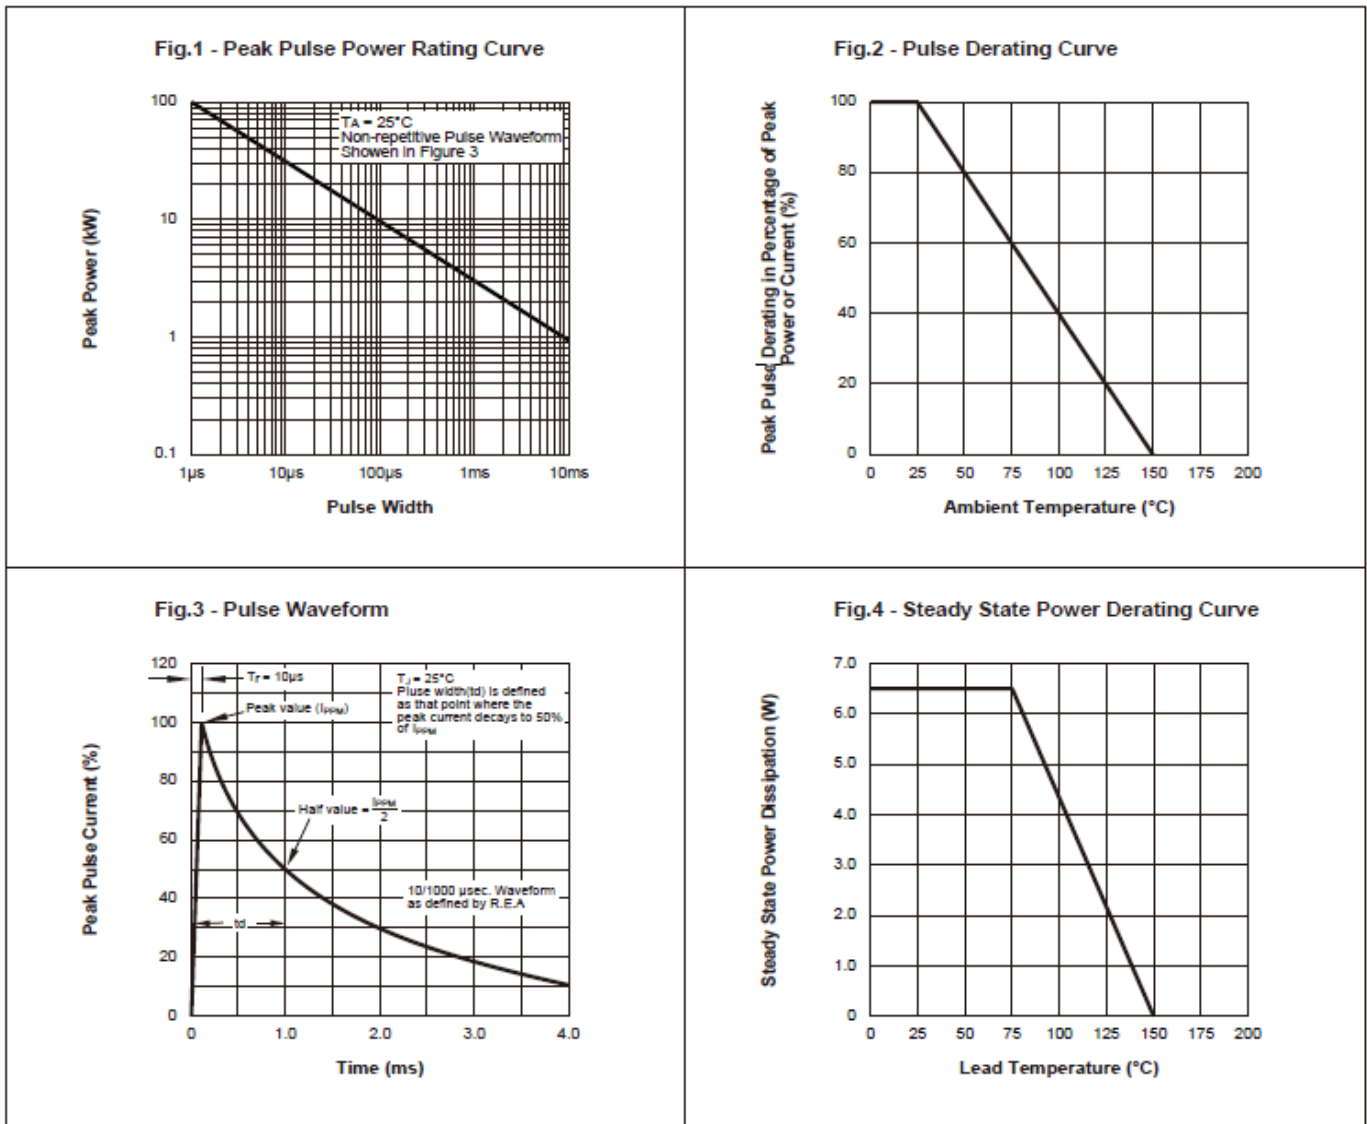 Fig.1 - Peak Pulse Power Rating Curve
100
10
1
0.1
Peak Power (kW)
TA = 25°C
Non-repetitive Pulse Waveform
Showen in Figure 3
1µs
10µs
100µs
1ms
10ms
Pulse Width
Fig.2 - Pulse Derating Curve
Peak Pulse Derating in Percentage of Peak
Power or Current (%)
100
80
60
40
20
0
0
25
50
75
100
125
150
175
200
Ambient Temperature (°C)
Fig.3 - Pulse Waveform
Peak Pulse Current (%)
120
100
80
60
40
20
0
Tr = 10µs
Peak value (IPPM)
TJ = 25°C
Pluse width(td) is defined
as that point where the
peak current decays to 50%
of IPPM
Half value = IPPM
2
10/1000 µsec. Waveform
as defined by R.E.A
td
0
1.0
2.0
3.0
4.0
Time (ms)
Fig.4 - Steady State Power Derating Curve
Steady State Power Dissipation (W)
7.0
6.0
5.0
4.0
3.0
2.0
1.0
0
0
25
50
75
100
125
150
175
200
Lead Temperature (°C)